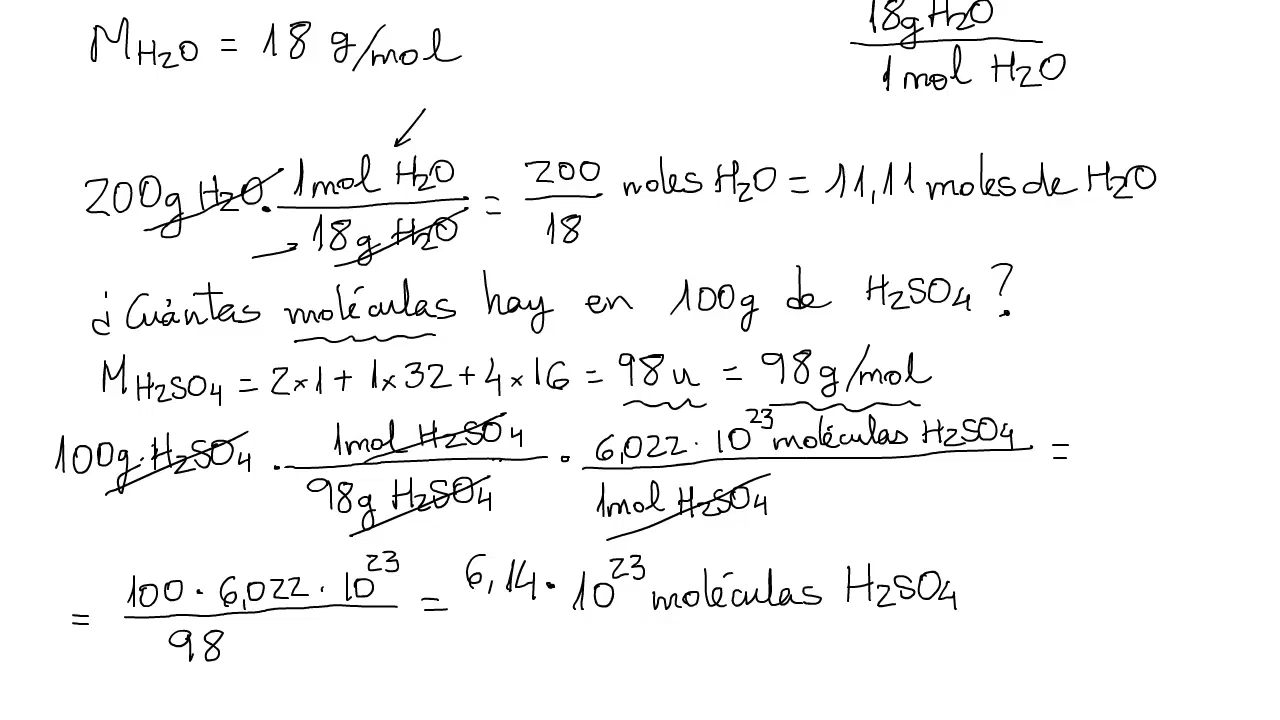 M H2O = 18 g/mol
18g H2O
1 mol H2O
200g H2O · 1mol H2O / 18g H2O = 200 / 18 moles H2O = 11,11 moles de H2O
¿Cuántas moléculas hay en 100g de H2SO4?
M H2SO4 = 2×1 + 1×32 + 4×16 = 98u = 98g/mol
100g H2SO4 · 1mol H2SO4 / 98g H2SO4 · 6,022 · 10^23 moléculas H2SO4 / 1mol H2SO4 =
= 100 · 6,022 · 10^23 / 98 = 6,14 · 10^23 moléculas H2SO4